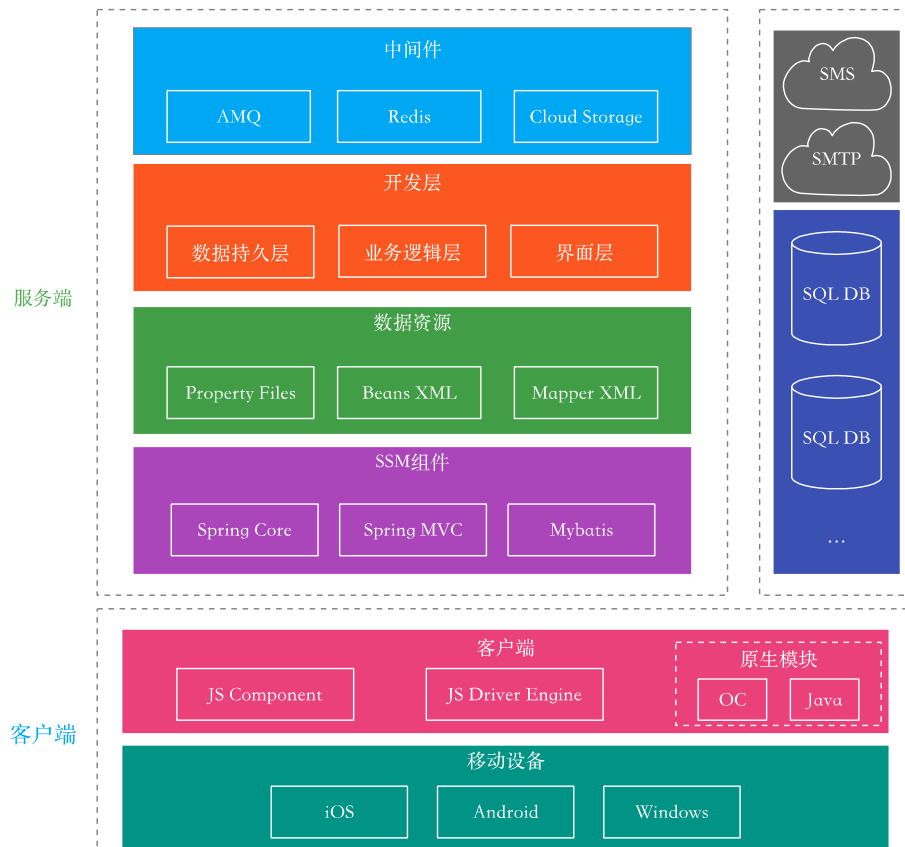 服务端
中间件
AMQ
Redis
Cloud Storage
开发层
数据持久层
业务逻辑层
界面层
数据资源
Property Files
Beans XML
Mapper XML
SSM组件
Spring Core
Spring MVC
Mybatis
SMS
SMTP
SQL DB
SQL DB
...
客户端
客户端
JS Component
JS Driver Engine
原生模块
OC
Java
移动设备
iOS
Android
Windows